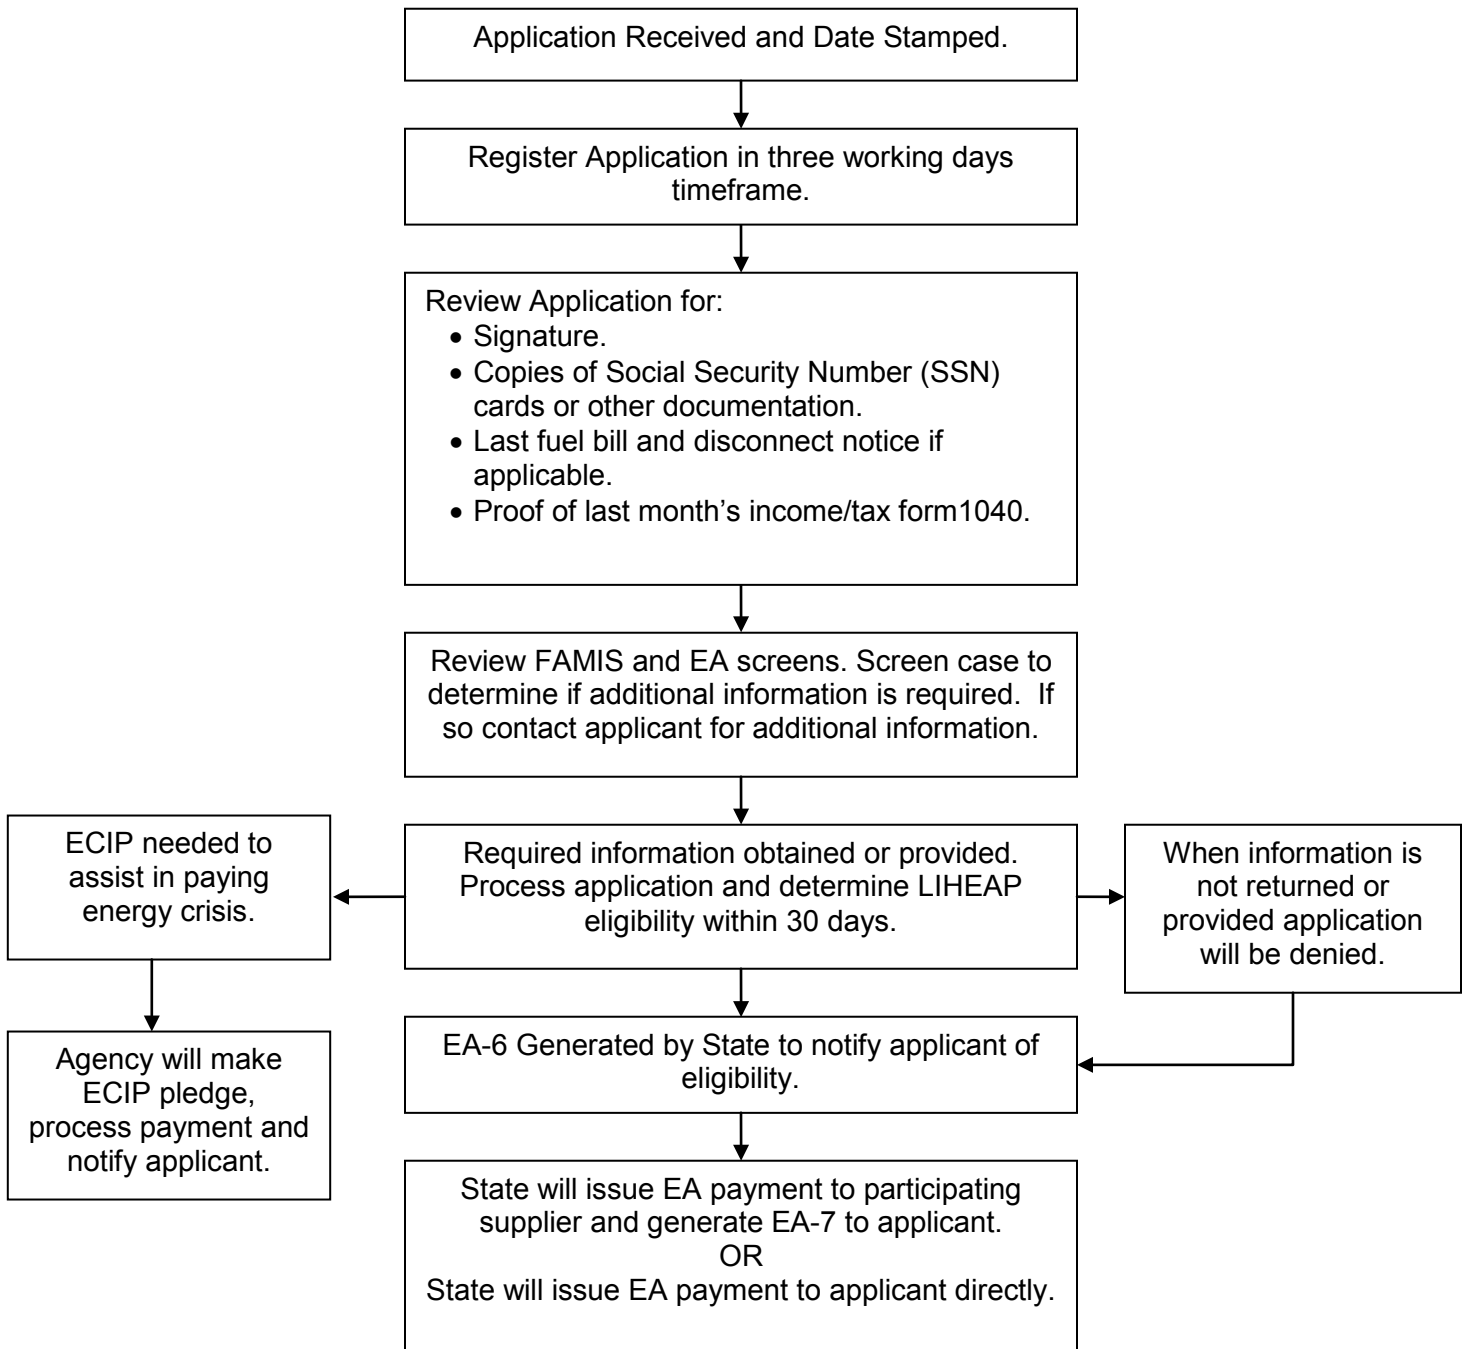 Application Received and Date Stamped.
Register Application in three working days
timeframe.
Review Application for:
• Signature.
• Copies of Social Security Number (SSN)
cards or other documentation.
• Last fuel bill and disconnect notice if
applicable.
• Proof of last month’s income/tax form1040.
Review FAMIS and EA screens. Screen case to
determine if additional information is required.  If
so contact applicant for additional information.
ECIP needed to
assist in paying
energy crisis.
Required information obtained or provided.
Process application and determine LIHEAP
eligibility within 30 days.
When information is
not returned or
provided application
will be denied.
Agency will make
ECIP pledge,
process payment and
notify applicant.
EA-6 Generated by State to notify applicant of
eligibility.
State will issue EA payment to participating
supplier and generate EA-7 to applicant.
OR
State will issue EA payment to applicant directly.